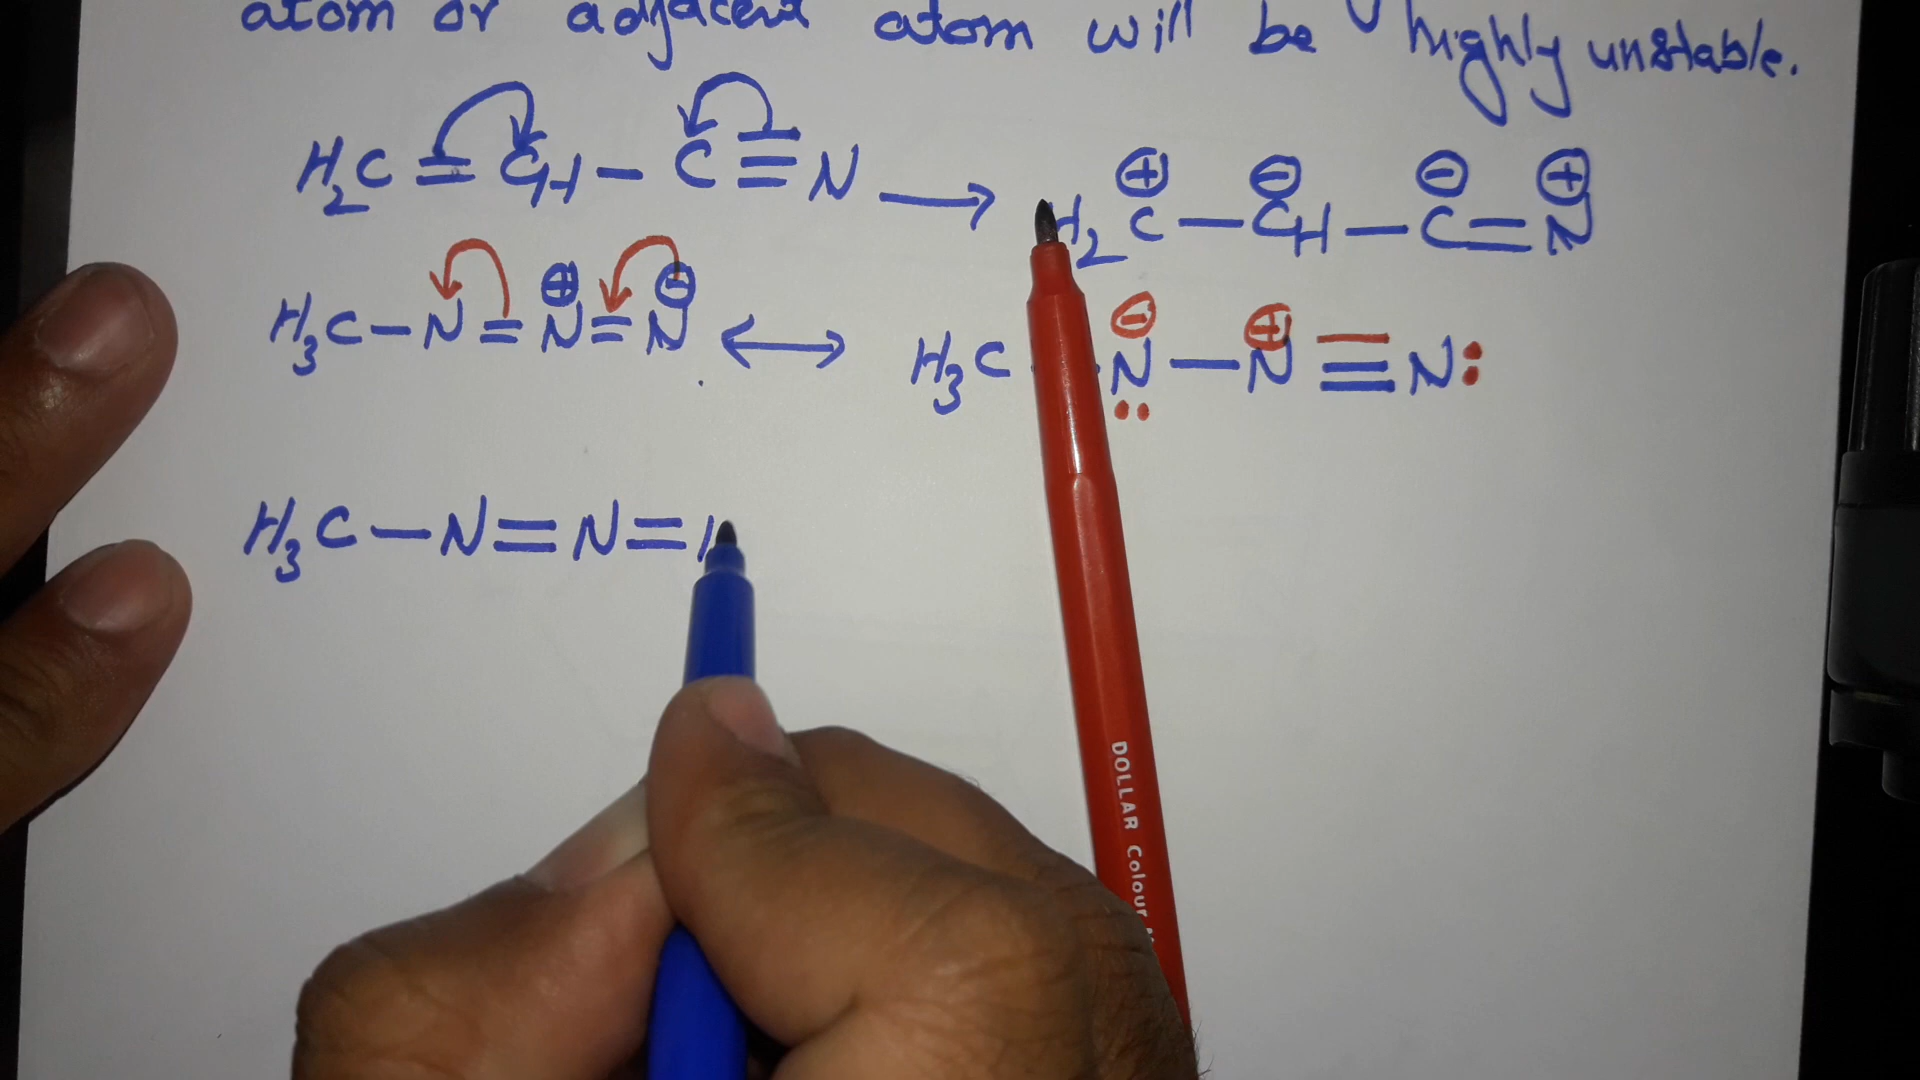 atom or adjacent atom will be highly unstable.
H₂C = CH – C ≡ N ⟶ H₂C⊕ – CH⊖ – C⊖ = N⊕
H₃C – N = N⊕ = N⊖ ⟷ H₃C – N̤⊖ – N⊕ ≡ N:
H₃C – N = N =
DOLLAR Colour